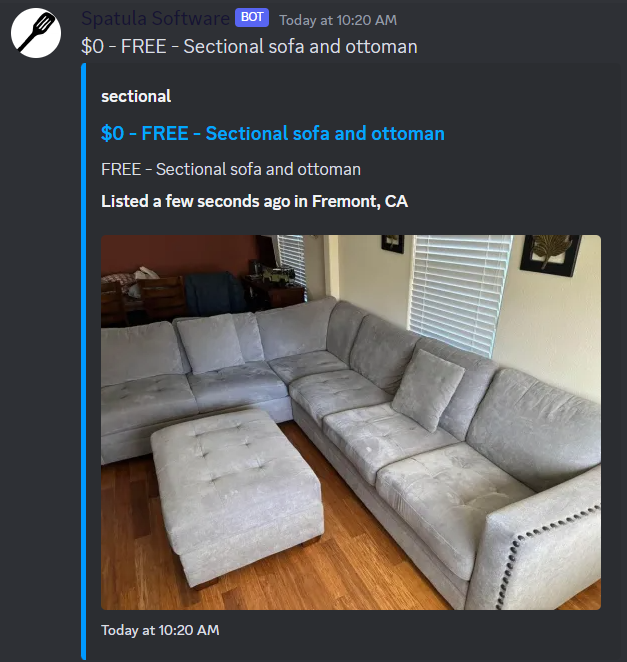 Spatula Software BOT Today at 10:20 AM
$0 - FREE - Sectional sofa and ottoman
sectional
$0 - FREE - Sectional sofa and ottoman
FREE - Sectional sofa and ottoman
Listed a few seconds ago in Fremont, CA
Today at 10:20 AM